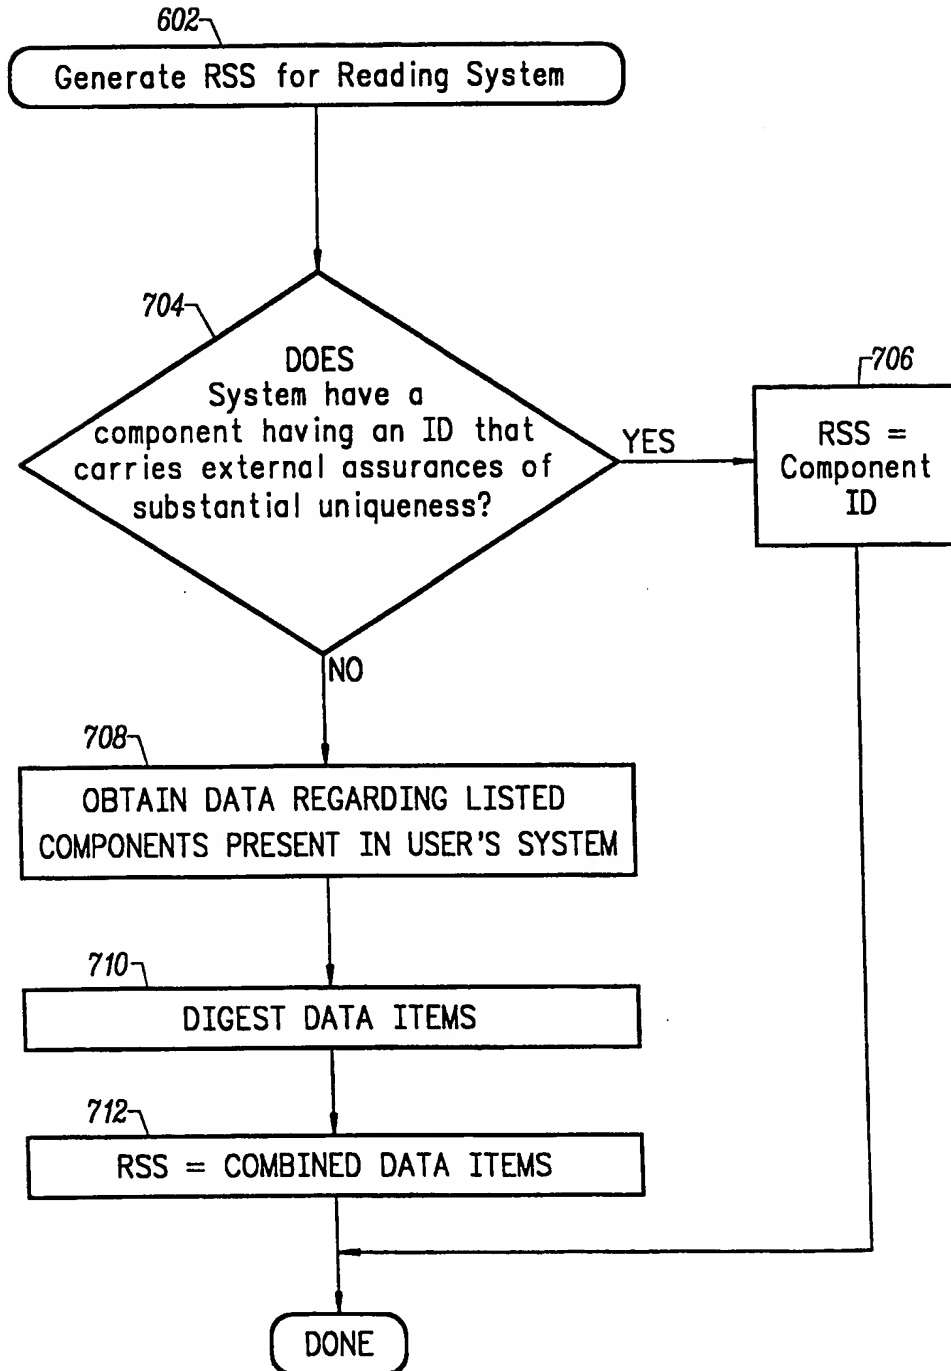 602
Generate RSS for Reading System
704
DOES
System have a
component having an ID that
carries external assurances of
substantial uniqueness?
YES
706
RSS =
Component
ID
NO
708
OBTAIN DATA REGARDING LISTED
COMPONENTS PRESENT IN USER'S SYSTEM
710
DIGEST DATA ITEMS
712
RSS = COMBINED DATA ITEMS
DONE